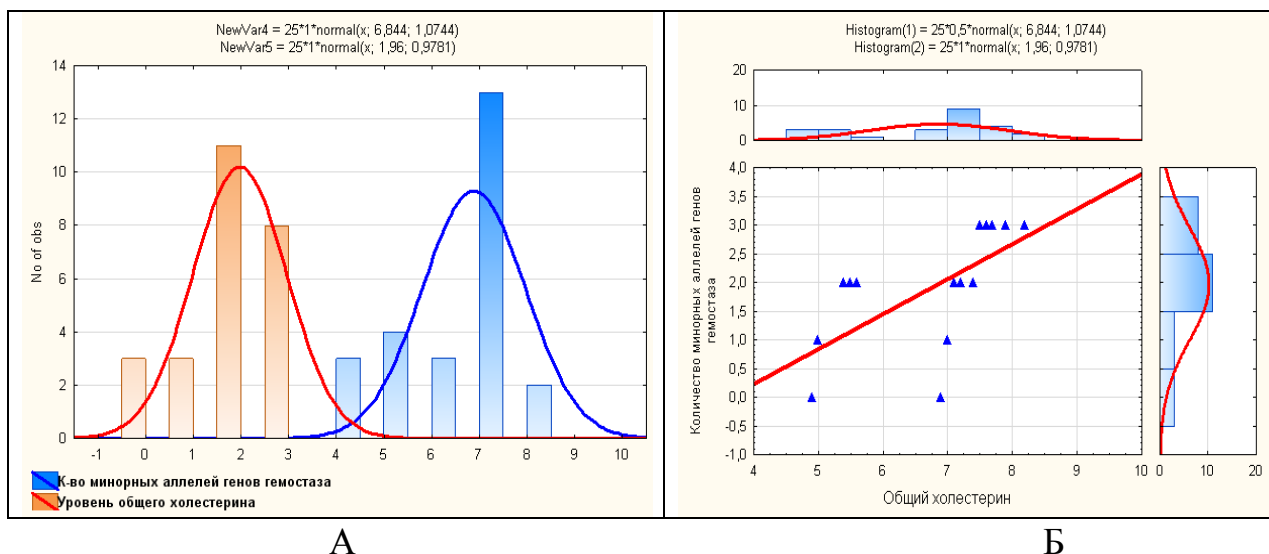 NewVar4 = 25*1*normal(x; 6,844; 1,0744)
NewVar5 = 25*1*normal(x; 1,96; 0,9781)
14
12
10
8
6
4
2
0
No of obs
-1 0 1 2 3 4 5 6 7 8 9 10
К-во минорных аллелей генов гемостаза
Уровень общего холестерина
А
Histogram(1) = 25*0,5*normal(x; 6,844; 1,0744)
Histogram(2) = 25*1*normal(x; 1,96; 0,9781)
20
10
0
4,0
3,5
3,0
2,5
2,0
1,5
1,0
0,5
0,0
-0,5
-1,0
Количество минорных аллелей генов
гемостаза
4 5 6 7 8 9 10
0 10 20
Общий холестерин
Б